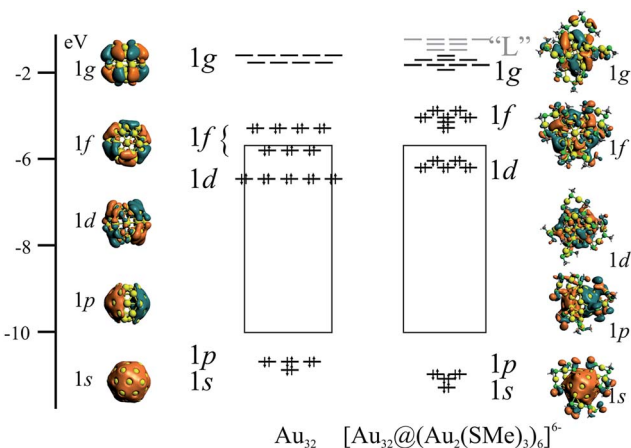 eV
1g
1g
"L"
1g
1g
-2
1f
1f {
1f
1f
-6
1d
1d
1d
1d
-8
1p
1p
-10
1s
1p
1s
1p
1s
1s
Au32 [Au32@(Au2(SMe)3)6]6-